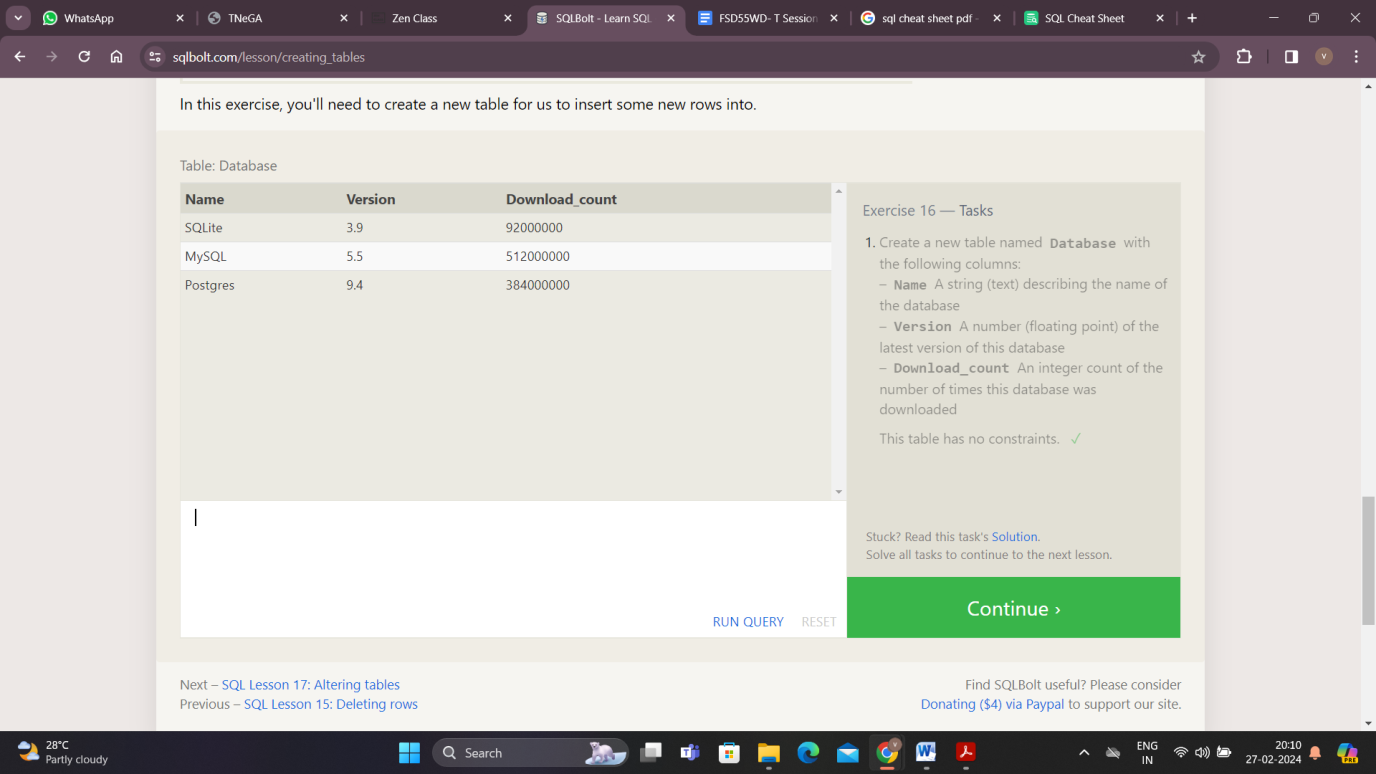 WhatsApp
TNeGA
Zen Class
SQLBolt - Learn SQL
FSD55WD- T Session
sql cheat sheet pdf -
SQL Cheat Sheet
sqlbolt.com/lesson/creating_tables
V
In this exercise, you'll need to create a new table for us to insert some new rows into.
Table: Database
Name Version Download_count
SQLite 3.9 92000000
MySQL 5.5 512000000
Postgres 9.4 384000000
Exercise 16 — Tasks
1. Create a new table named Database with
the following columns:
– Name A string (text) describing the name of
the database
– Version A number (floating point) of the
latest version of this database
– Download_count An integer count of the
number of times this database was
downloaded
This table has no constraints. ✓
Stuck? Read this task's Solution.
Solve all tasks to continue to the next lesson.
RUN QUERY RESET
Continue ›
Next – SQL Lesson 17: Altering tables
Previous – SQL Lesson 15: Deleting rows
Find SQLBolt useful? Please consider
Donating ($4) via Paypal to support our site.
28°C
Partly cloudy
Search
ENG
IN
20:10
27-02-2024
PRE